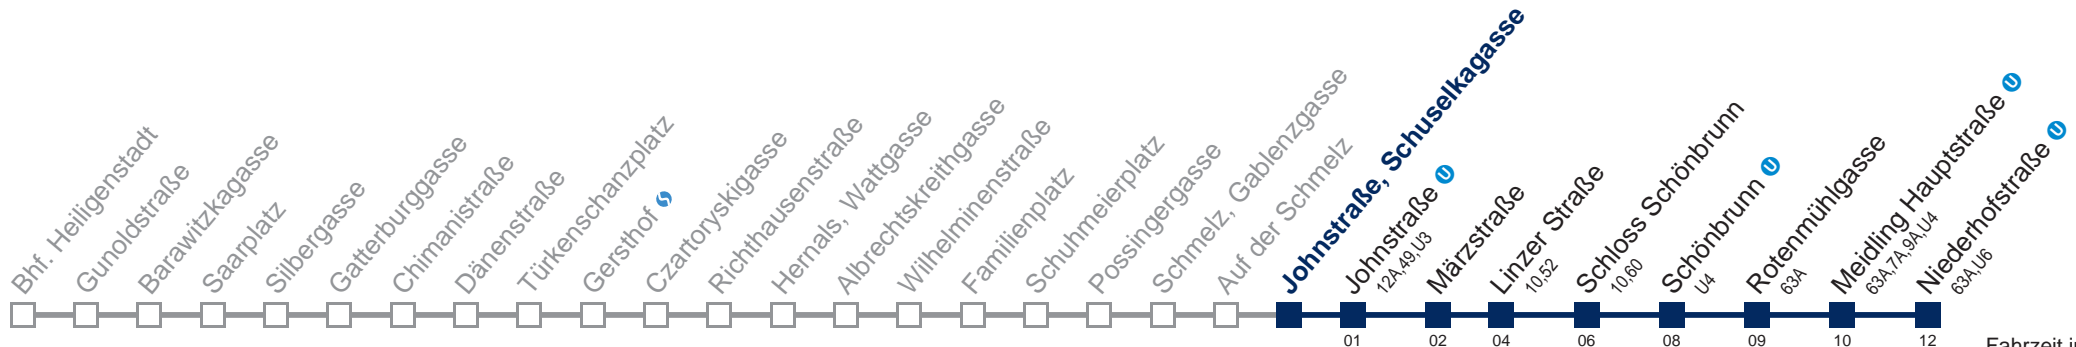 Bhf. Heiligenstadt
Gunoldstraße
Barawitzkagasse
Saarplatz
Silbergasse
Gatterburggasse
Chimanistraße
Dänenstraße
Türkenschanzplatz
Gersthof
Czartoryskigasse
Richthausenstraße
Hernals, Wattgasse
Albrechtskreithgasse
Wilhelminenstraße
Familienplatz
Schuhmeierplatz
Possingergasse
Schmelz, Gablenzgasse
Auf der Schmelz
Johnstraße, Schuselkagasse
Johnstraße U
12A,49,U3
Märzstraße
Linzer Straße
10,52
Schloss Schönbrunn
10,60
Schönbrunn U
U4
Rotenmühlgasse
63A
Meidling Hauptstraße U
63A,7A,9A,U4
Niederhofstraße U
63A,U6
01 02 04 06 08 09 10 12
Fahrzeit i